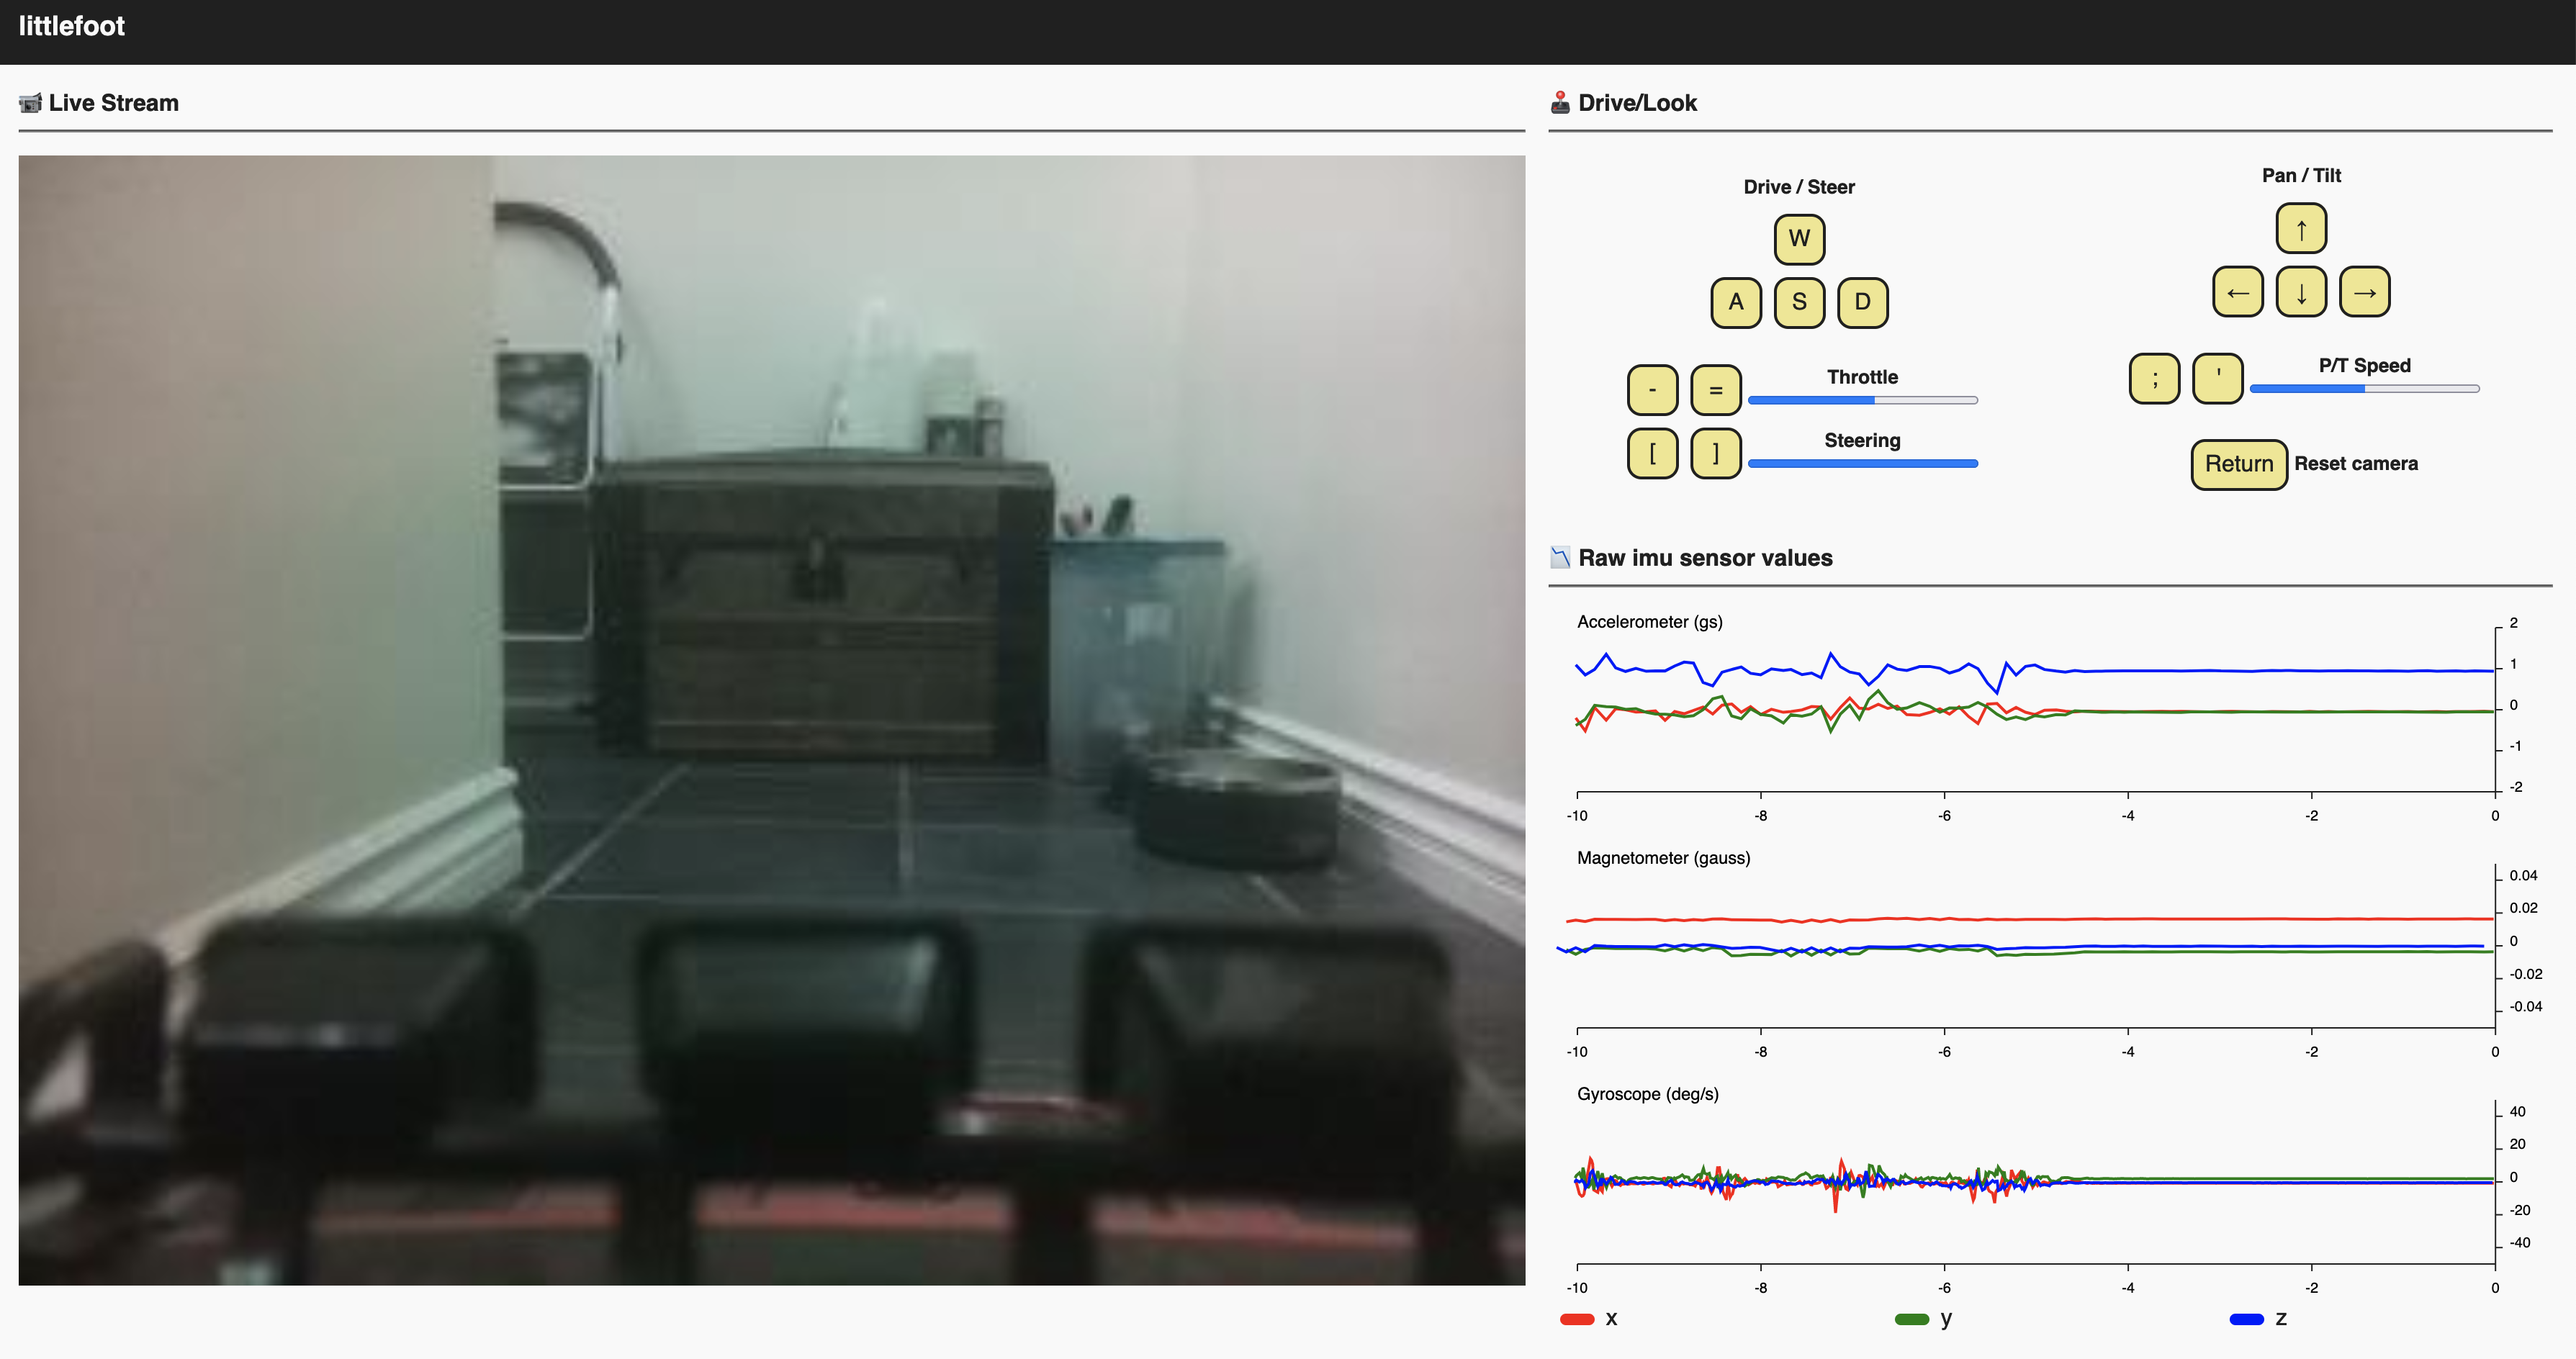 littlefoot
Live Stream
Drive/Look
Drive / Steer
W
A S D
- = Throttle
[ ] Steering
Pan / Tilt
↑
← ↓ →
; ' P/T Speed
Return Reset camera
Raw imu sensor values
Accelerometer (gs)
2
1
0
-1
-2
-10 -8 -6 -4 -2 0
Magnetometer (gauss)
0.04
0.02
0
-0.02
-0.04
-10 -8 -6 -4 -2 0
Gyroscope (deg/s)
40
20
0
-20
-40
-10 -8 -6 -4 -2 0
x y z